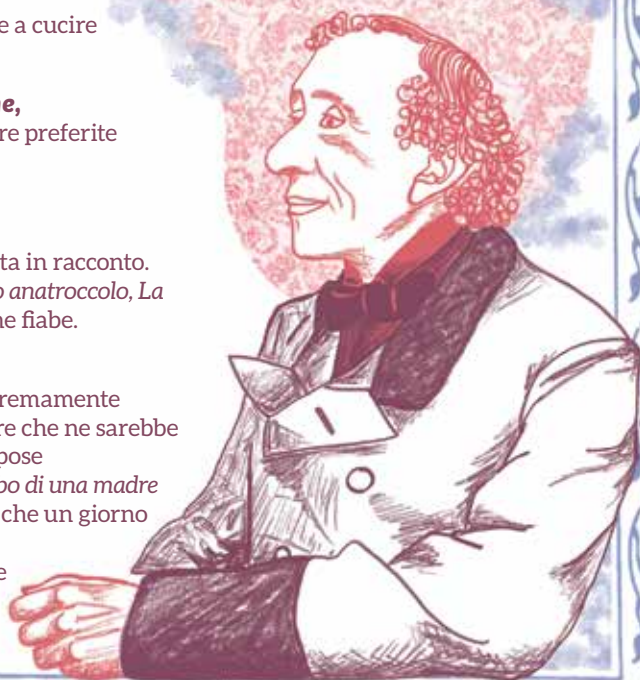 e a cucire
e,
re preferite
ta in racconto.
o anatroccolo, La
ne fiabe.
remamente
re che ne sarebbe
pose
po di una madre
che un giorno
e